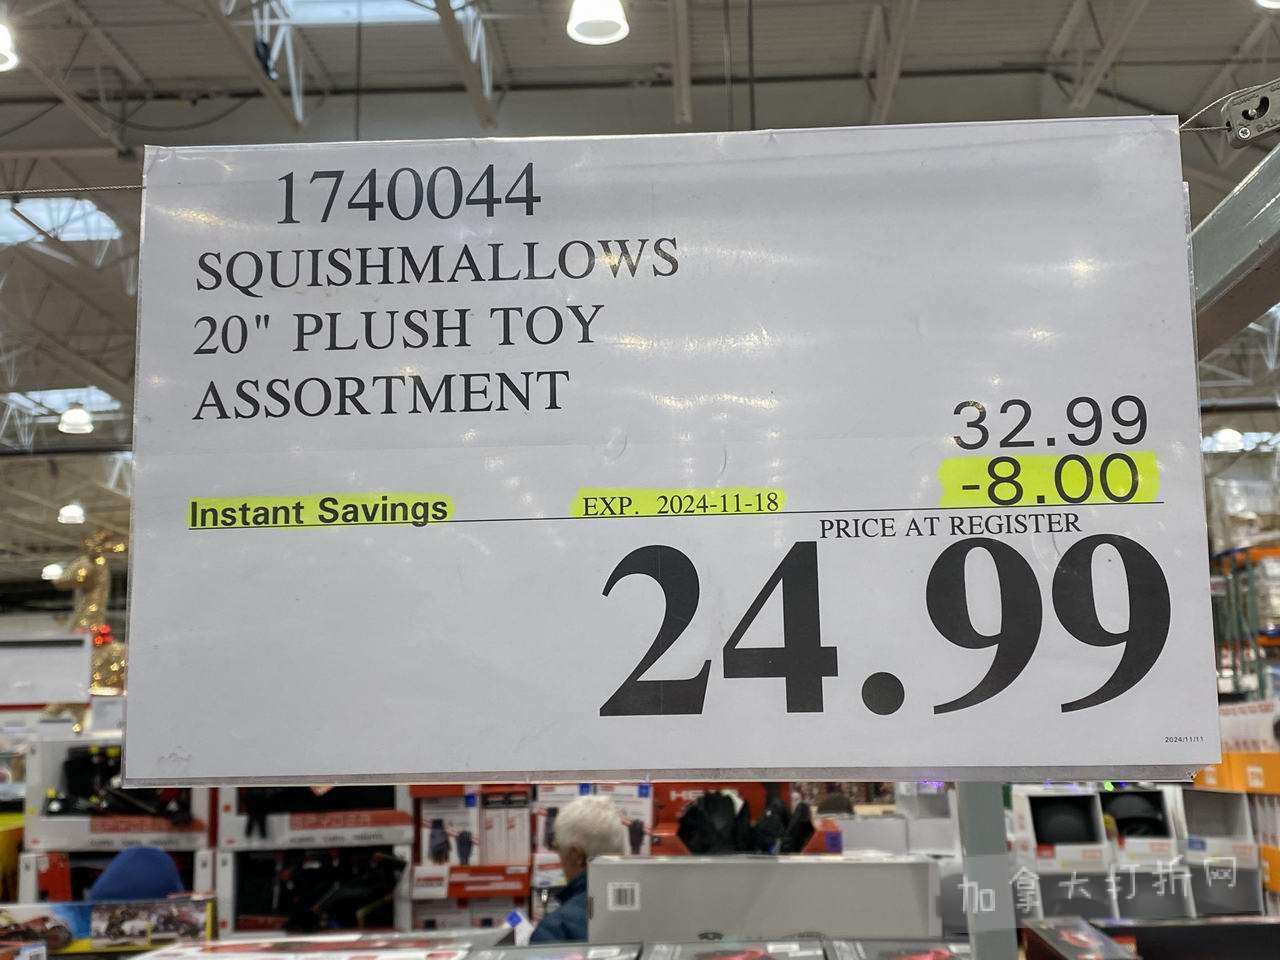 1740044
SQUISHMALLOWS
20" PLUSH TOY
ASSORTMENT
32.99
-8.00
Instant Savings EXP. 2024-11-18
PRICE AT REGISTER
24.99
2024/11/11
加拿大打折网